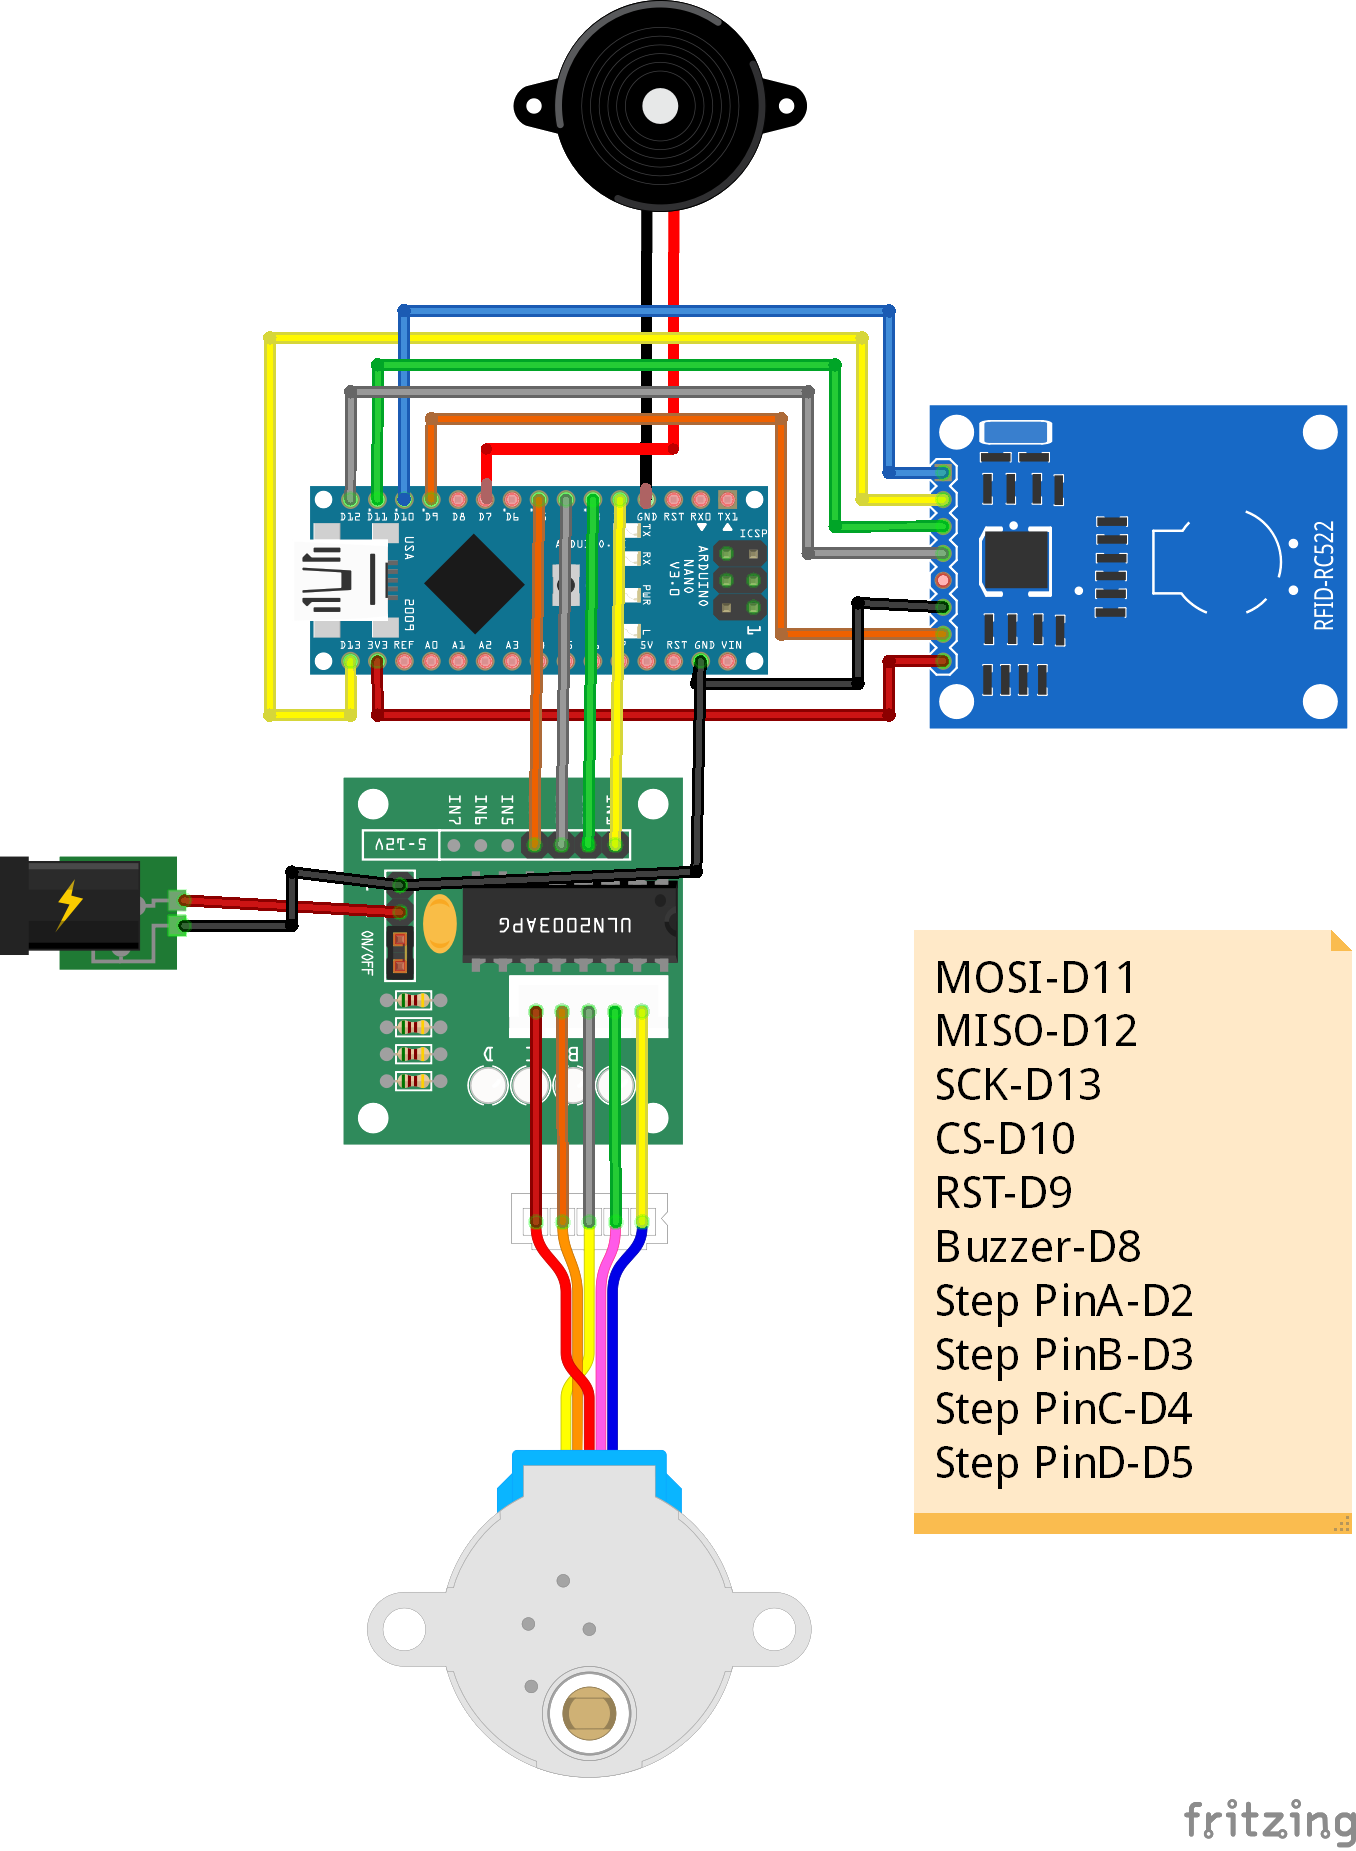 D12 D11 D10 D9 D8 D7 D6 GND RST RX0 TX1
ICSP
TX
RX
PWR
L
ARDUINO
NANO
V3.0
USA
2009
1
D13 3V3 REF A0 A1 A2 A3 5V RST GND VIN
RFID-RC522
IN7 IN6 IN5
5-12V
ULN2003APG
ON/OFF
D B
MOSI-D11
MISO-D12
SCK-D13
CS-D10
RST-D9
Buzzer-D8
Step PinA-D2
Step PinB-D3
Step PinC-D4
Step PinD-D5
fritzing